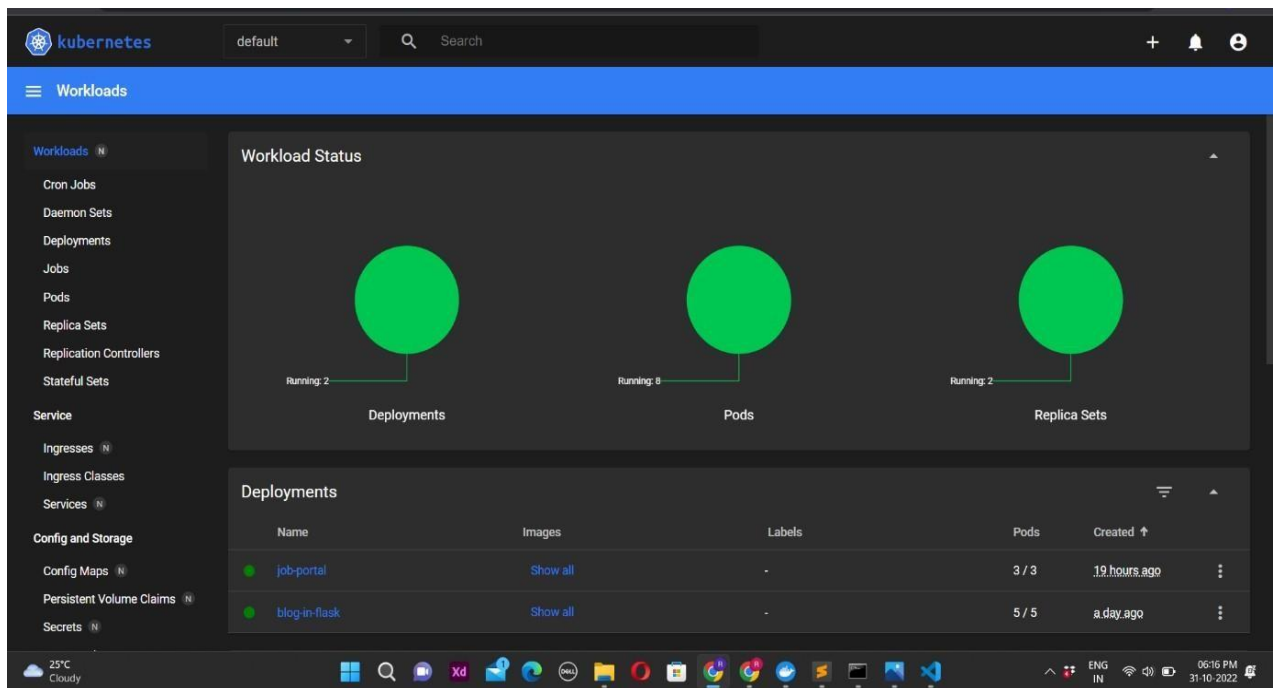 kubernetes default Search
Workloads
Workloads N
Cron Jobs
Daemon Sets
Deployments
Jobs
Pods
Replica Sets
Replication Controllers
Stateful Sets
Service
Ingresses N
Ingress Classes
Services N
Config and Storage
Config Maps N
Persistent Volume Claims N
Secrets N
Workload Status
Running: 2
Deployments
Running: 8
Pods
Running: 2
Replica Sets
Deployments
Name Images Labels Pods Created
job-portal Show all - 3 / 3 19 hours ago
blog-in-flask Show all - 5 / 5 a day ago
25°C
Cloudy
Xd
DELL
ENG
IN
06:16 PM
31-10-2022